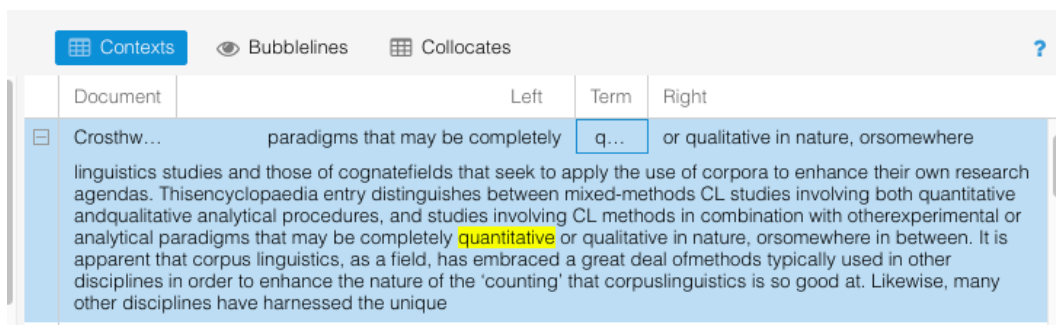 Contexts Bubblelines Collocates ?
Document Left Term Right
Crosthw... paradigms that may be completely q... or qualitative in nature, orsomewhere
linguistics studies and those of cognatefields that seek to apply the use of corpora to enhance their own research
agendas. Thisencyclopaedia entry distinguishes between mixed-methods CL studies involving both quantitative
andqualitative analytical procedures, and studies involving CL methods in combination with otherexperimental or
analytical paradigms that may be completely quantitative or qualitative in nature, orsomewhere in between. It is
apparent that corpus linguistics, as a field, has embraced a great deal ofmethods typically used in other
disciplines in order to enhance the nature of the ‘counting’ that corpuslinguistics is so good at. Likewise, many
other disciplines have harnessed the unique